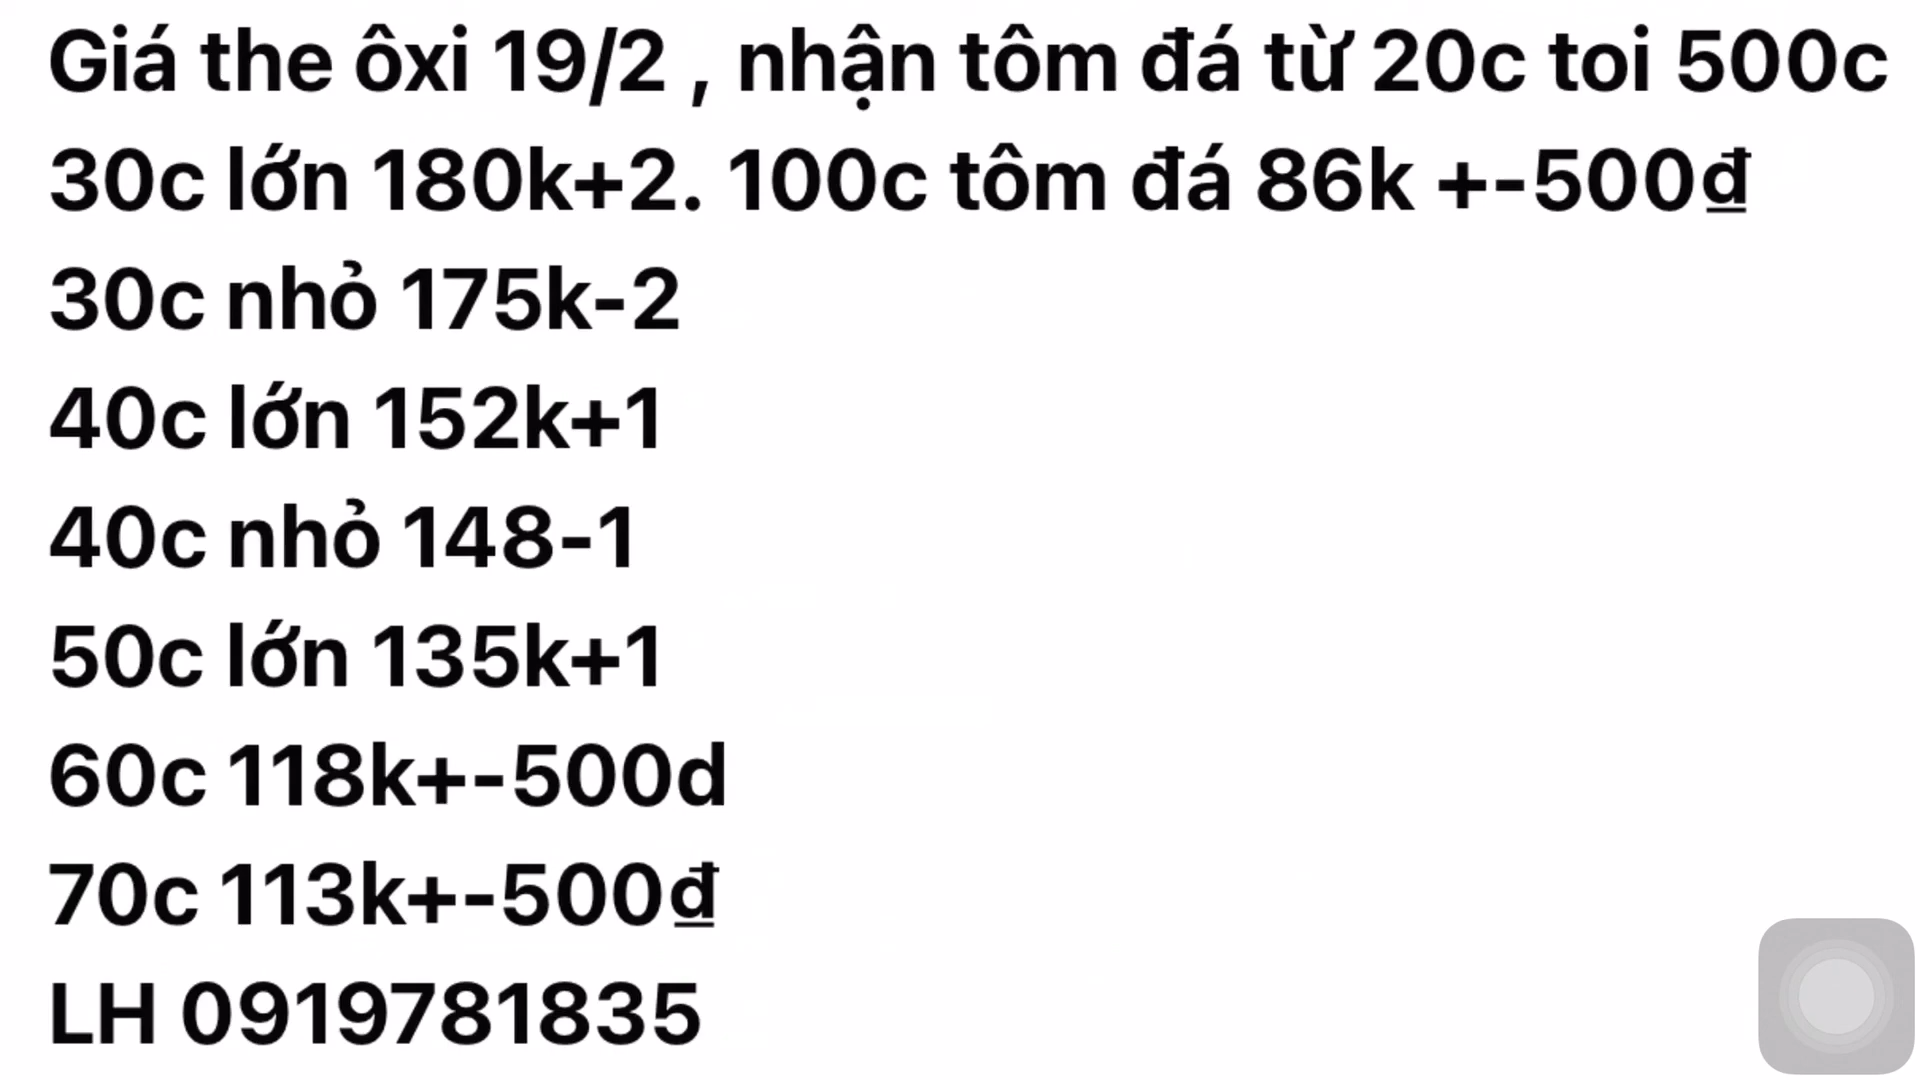 Giá the ôxi 19/2 , nhận tôm đá từ 20c toi 500c
30c lớn 180k+2. 100c tôm đá 86k +-500₫
30c nhỏ 175k-2
40c lớn 152k+1
40c nhỏ 148-1
50c lớn 135k+1
60c 118k+-500d
70c 113k+-500₫
LH 0919781835